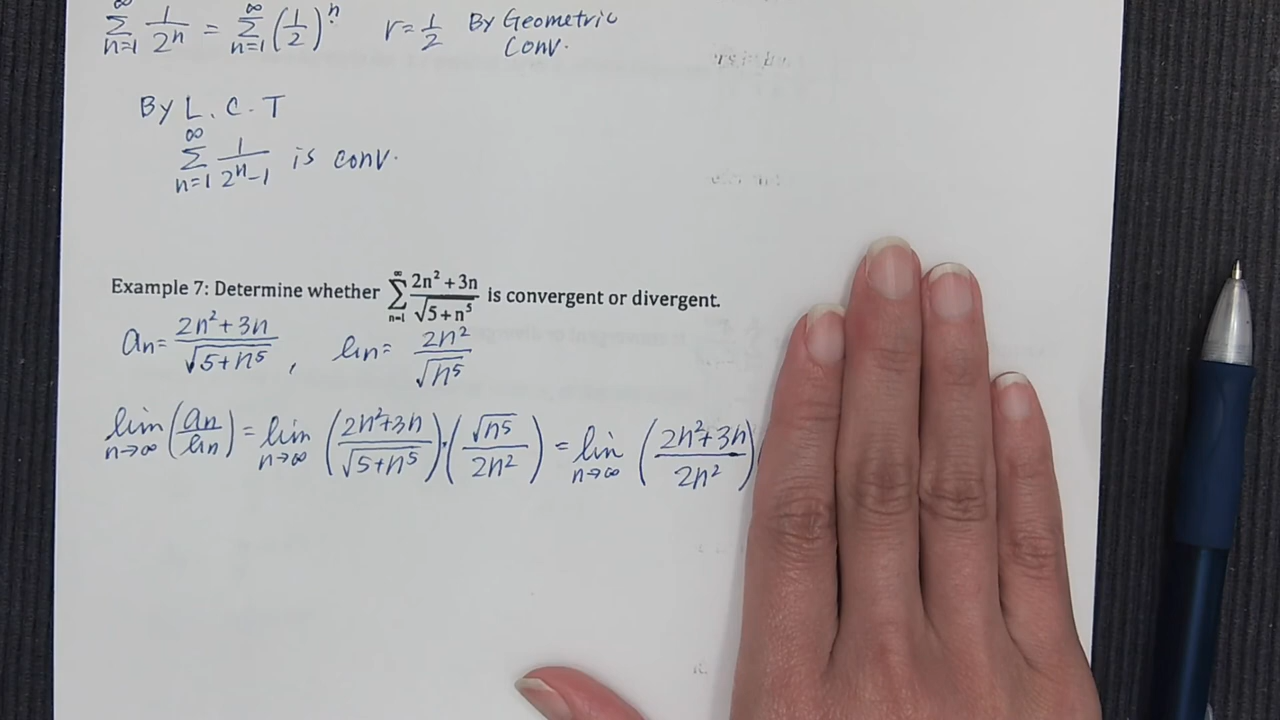 ∞∑n=1 1/2ⁿ = ∞∑n=1 (1/2)ⁿ r = 1/2 By Geometric
Conv.
By L.C.T
∞∑n=1 1/(2ⁿ-1) is conv.
Example 7: Determine whether ∞∑n=1 (2n² + 3n)/√(5 + n⁵) is convergent or divergent.
an = (2n²+3n)/√(5+n⁵) , bn = 2n²/√(n⁵)
lim n→∞ (an/bn) = lim n→∞ ((2n²+3n)/√(5+n⁵)) · (√(n⁵)/2n²) = lim n→∞ ((2n²+3n)/2n²)